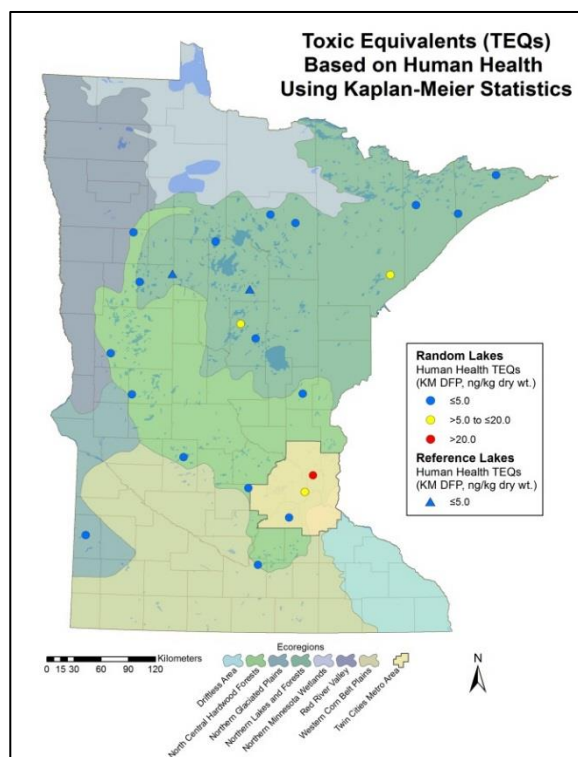 Toxic Equivalents (TEQs)
Based on Human Health
Using Kaplan-Meier Statistics
Random Lakes
Human Health TEQs
(KM DFP, ng/kg dry wt.)
≤5.0
>5.0 to ≤20.0
>20.0
Reference Lakes
Human Health TEQs
(KM DFP, ng/kg dry wt.)
≤5.0
Kilometers
0 15 30 60 90 120
Ecoregions
Driftless Area
North Central Hardwood Forests
Northern Glaciated Plains
Northern Lakes and Forests
Northern Minnesota Wetlands
Red River Valley
Western Corn Belt Plains
Twin Cities Metro Area
N